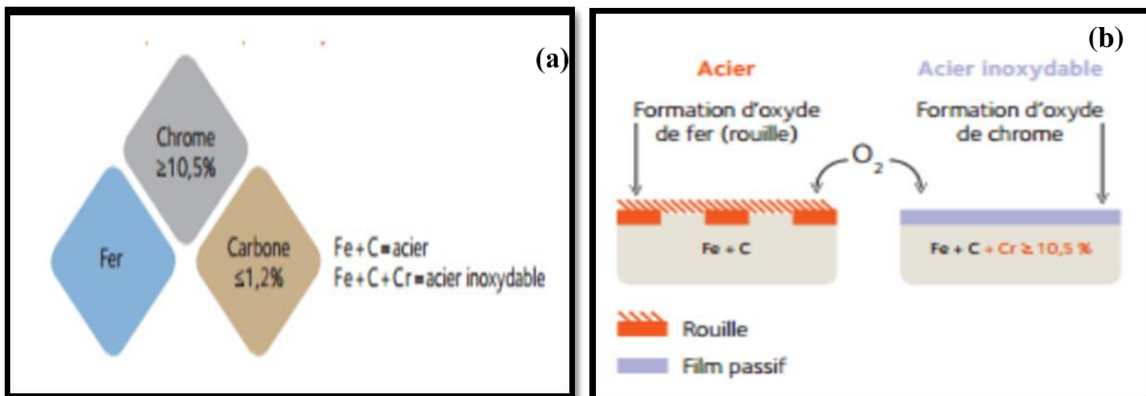 (a)
Chrome
≥10,5%
Fer
Carbone
≤1,2%
Fe+C=acier
Fe+C+Cr=acier inoxydable
(b)
Acier
Acier inoxydable
Formation d'oxyde
de fer (rouille)
Formation d'oxyde
de chrome
O₂
Fe + C
Fe + C + Cr ≥ 10,5 %
Rouille
Film passif